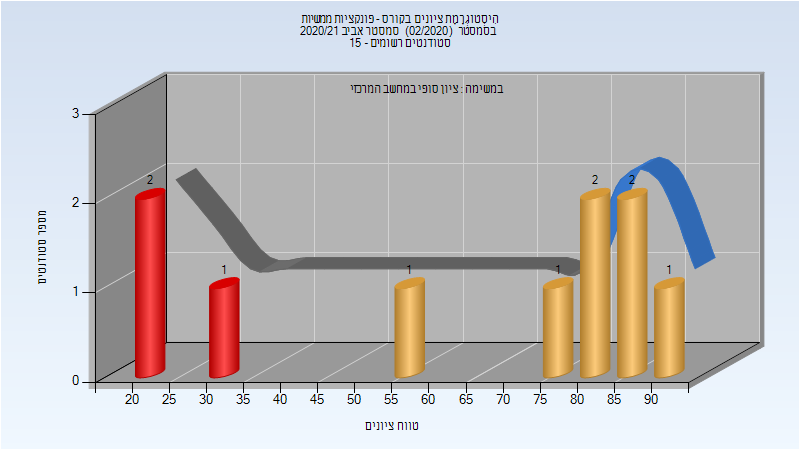 היסטוגרמת ציונים בקורס - פונקציות ממשיות
בסמסטר (02/2020) סמסטר אביב 2020/21
סטודנטים רשומים - 15
במשימה : ציון סופי במחשב המרכזי
מספר סטודנטים
3
2
1
0
2
1
1
1
2
2
1
20 25 30 35 40 45 50 55 60 65 70 75 80 85 90
טווח ציונים